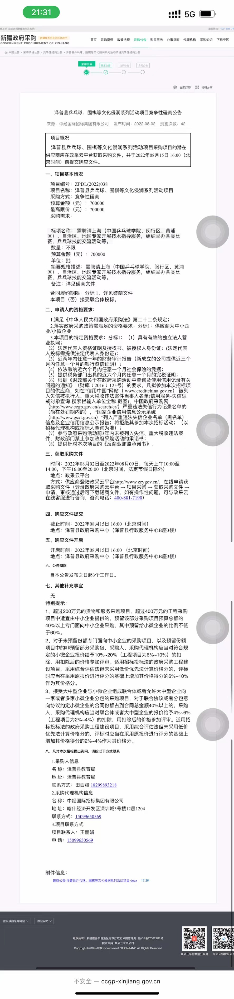 21:31
5G
晚上好 ,欢迎来到新疆政府采购网!
服务热线: 400-881-71
新疆政府采购 新疆维吾尔自治区财政厅
GOVERNMENT PROCUREMENT OF XINJIANG
首页 采购资讯 政策法规 采购公告 购买服务 办事指南 代理机构 采购知识 下载专区
采购公告 > 采购项目公告 > 竞争性磋商公告 > 泽普县乒乓球、围棋等文化侵润系列活动项目竞争性磋商公告
采购公告 更正公告 结果公告 合同公告
立即打印 扫码分享
泽普县乒乓球、围棋等文化侵润系列活动项目竞争性磋商公告
来源: 中经国际招标集团有限公司 发布时间: 2022-08-02 浏览次数: 42
项目概况
泽普县乒乓球、围棋等文化侵润系列活动项目采购项目的潜在
供应商应在政采云平台获取采购文件，并于2022年08月15日 16:00（北
京时间）前提交响应文件。
一、项目基本情况
项目编号：ZPDL(2022)038
项目名称：泽普县乒乓球、围棋等文化侵润系列活动项目
采购方式：竞争性磋商
预算金额（元）：700000
最高限价（元）：700000
采购需求：
标项名称： 需聘请上海（中国乒乓球学院、闵行区、黄浦
区）、自治区、地区专家开展技术指导服务，组织举办各类比
赛、乒乓球技能交流活动等。
数量：不限
预算金额（元）：700000
单位：批
简要规格描述：需聘请上海（中国乒乓球学院、闵行区、黄浦
区）、自治区、地区专家开展技术指导服务，组织举办各类比
赛、乒乓球技能交流活动等。
备注：详见磋商文件
合同履约期限：分标 1，详见磋商文件
本项目（否）接受联合体投标。
二、申请人的资格要求：
1.满足《中华人民共和国政府采购法》第二十二条规定；
2.落实政府采购政策需满足的资格要求：分标1：供应商为中小企
业/小微企业
3.本项目的特定资格要求：分标1：（1）具有有效的独立法人营
业执照；
（2）法定代表人资格证明及授权书、被授权人身份证；(法定代表
人投标需提供法定代表人身份证)；
（3）近两年内任意一年的财务审计报告（新成立的公司提供近三个
月内任意一个月的银行资信证明）；
（4）依法缴纳近六个月内任意一个月社会保险的凭据；
（5）提供税务部门出具的近六个月内任意一个月的完税证明；，
（6）根据《财政部关于在政府采购活动中查询及使用信用记录有关
问题的通知》（财库〔2016〕125号）的要求，凡拟参加本次招标项
目的供应商，如在“信用中国”网站（ www.creditchina.gov.cn） 被列
入失信被执行人、重大税收违法案件当事人名单(信用服务-失信惩
戒对象查询-搜索栏输入单位全称-截图)、中国政府采购网
（http://www.ccgp.gov.cn/search/cr/）严重违法失信行为记录名单的
（尚在处罚期内的），“国家企业信用信息公示系统
（http://www.gsxt.gov.cn）”列入严重违法失信企业名单（黑名单）
信息及企业信用信息公示报告；将拒绝其参加本次招标活动；（以
招标代理机构或招标人查询为准）；
（7）参与政府采购活动前3年内未被列入失信、重大税收违法案
件、财政部门禁止参加政府采购活动的承诺书；
（8）提供针对本次项目的《反商业贿赂承诺书》。
三、获取采购文件
时间：2022年08月02日至2022年08月09日，每天上午10:00至
14:00，下午16:00至20:00（北京时间，法定节假日除外）
地点：政采云平台
方式：供应商登陆政采云平台http://www.zcygov.cn/，在线申请获
取采购文件（登录政府采购云平台 → 项目采购 → 获取采购文件 →
申请，审核通过后可下载磋商文件，如有操作性问题，可与政采云
在线客服进行咨询，咨询电话：400-881-7190）
四、响应文件提交
截止时间：2022年08月15日 16:00（北京时间）
地点：泽普县政府采购中心（泽普县行政服务中心B座3楼）
五、响应文件开启
开启时间：2022年08月15日 16:00 （北京时间）
地点：泽普县政府采购中心（泽普县行政服务中心B座3楼）
六、公告期限
自本公告发布之日起3个工作日。
七、其他补充事宜
无
特别提示：
1、超过200万元的货物和服务采购项目、超过400万元的工程采购
项目中适宜由中小企业提供的，预留该部分采购项目预算总额的
40%以上专门面向中小企业采购，其中预留给小微企业的比例不低
于60%。
2、对于未预留份额专门面向中小企业的采购项目，以及预留份额
项目中的非预留部分采购包，采购人、采购代理机构应当对符合规
定的小微企业报价给予10%~20%（工程项目为6%~10%）的扣
除，用扣除后的价格参加评审。适用招标投标法的政府采购工程建
设项目，采用综合评估法但未采用低价优先法计算价格分的，评标
时应当在采用原报价进行评分的基础上增加其价格得分的6%~10%
作为其价格分。
3、接受大中型企业与小微企业组成联合体或者允许大中型企业向
一家或者多家小微企业分包的采购项目，对于联合协议或者分包意
向协议约定小微企业的合同份额占到合同总金额40%以上的，采购
人、采购代理机构应当对联合体或者大中型企业的报价给予4%~6%
（工程项目为2%~4%）的扣除，用扣除后的价格参加评审。适用招
标投标法的政府采购工程建设项目，采用综合评估法但未采用低价
优先法计算价格分的，评标时应当在采用原报价进行评分的基础上
增加其价格得分的2%~4%作为其价格分。
八、凡对本次招标提出询问，请按以下方式联系
1.采购人信息
名 称：泽普县教育局
地 址：泽普县教育局
联系方式：田酉疆 18299893218
2.采购代理机构信息
名 称：中经国际招标集团有限公司
地 址：喀什经济开发区深圳城3号楼12层1204
联系方式：15099650569
3.项目联系方式
项目联系人：王丽娟
电 话：15099650569
附件信息：
磋商公告-泽普县乒乓球、围棋等文化侵润系列活动项目.docx 17.2K
省级政府采购网站 综合网站
版权所有：新疆维吾尔自治区财政厅政府采购管理处 新ICP备17002287号
技术支持: 政采云有限公司
Copyright©2009-现在 Government Of XINJIANG All Rights Reserved
政采云平台微信公众号 采云研修院公众号
不安全 — ccgp-xinjiang.gov.cn